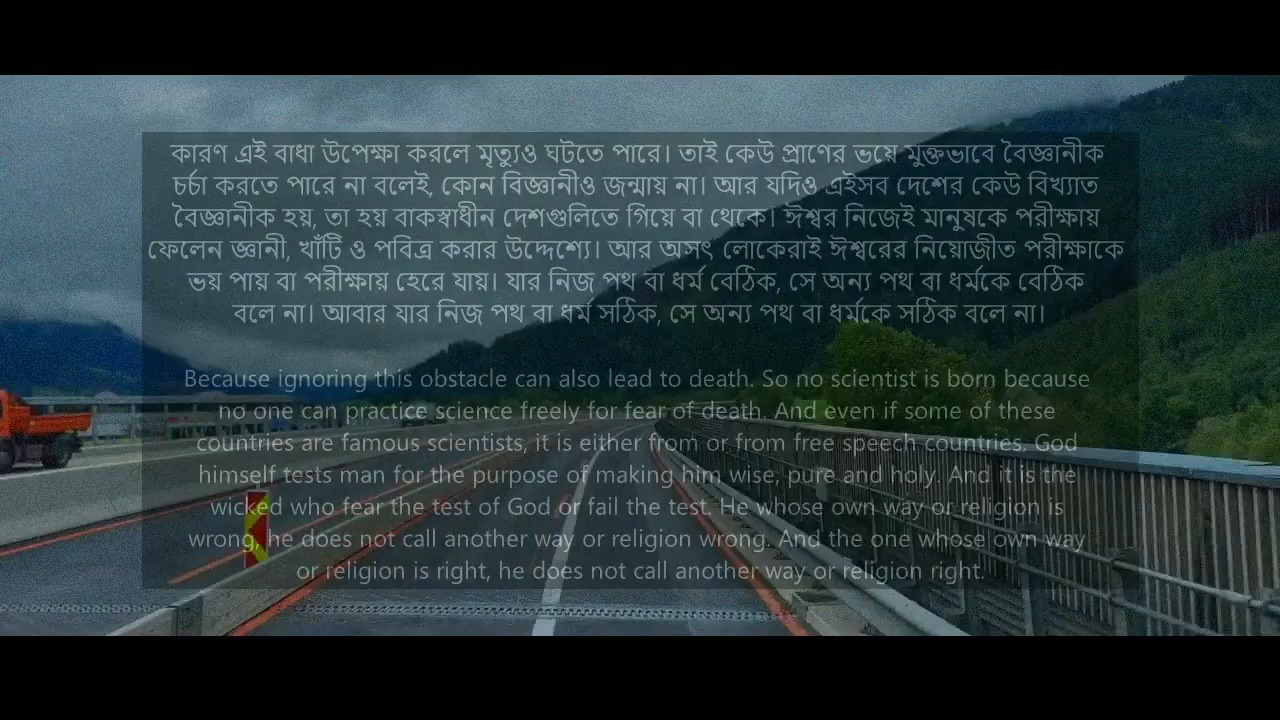 কারণ এই বাধা উপেক্ষা করলে মৃত্যুও ঘটতে পারে। তাই কেউ প্রাণের ভয়ে মুক্তভাবে বৈজ্ঞানীক
চর্চা করতে পারে না বলেই, কোন বিজ্ঞানীও জন্মায় না। আর যদিও এইসব দেশের কেউ বিখ্যাত
বৈজ্ঞানীক হয়, তা হয় বাকস্বাধীন দেশগুলিতে গিয়ে বা থেকে। ঈশ্বর নিজেই মানুষকে পরীক্ষায়
ফেলেন জ্ঞানী, খাঁটি ও পবিত্র করার উদ্দেশ্যে। আর অসৎ লোকেরাই ঈশ্বরের নিয়োজীত পরীক্ষাকে
ভয় পায় বা পরীক্ষায় হেরে যায়। যার নিজ পথ বা ধর্ম বেঠিক, সে অন্য পথ বা ধর্মকে বেঠিক
বলে না। আবার যার নিজ পথ বা ধর্ম সঠিক, সে অন্য পথ বা ধর্মকে সঠিক বলে না।
Because ignoring this obstacle can also lead to death. So no scientist is born because
no one can practice science freely for fear of death. And even if some of these
countries are famous scientists, it is either from or from free speech countries. God
himself tests man for the purpose of making him wise, pure and holy. And it is the
wicked who fear the test of God or fail the test. He whose own way or religion is
wrong, he does not call another way or religion wrong. And the one whose own way
or religion is right, he does not call another way or religion right.